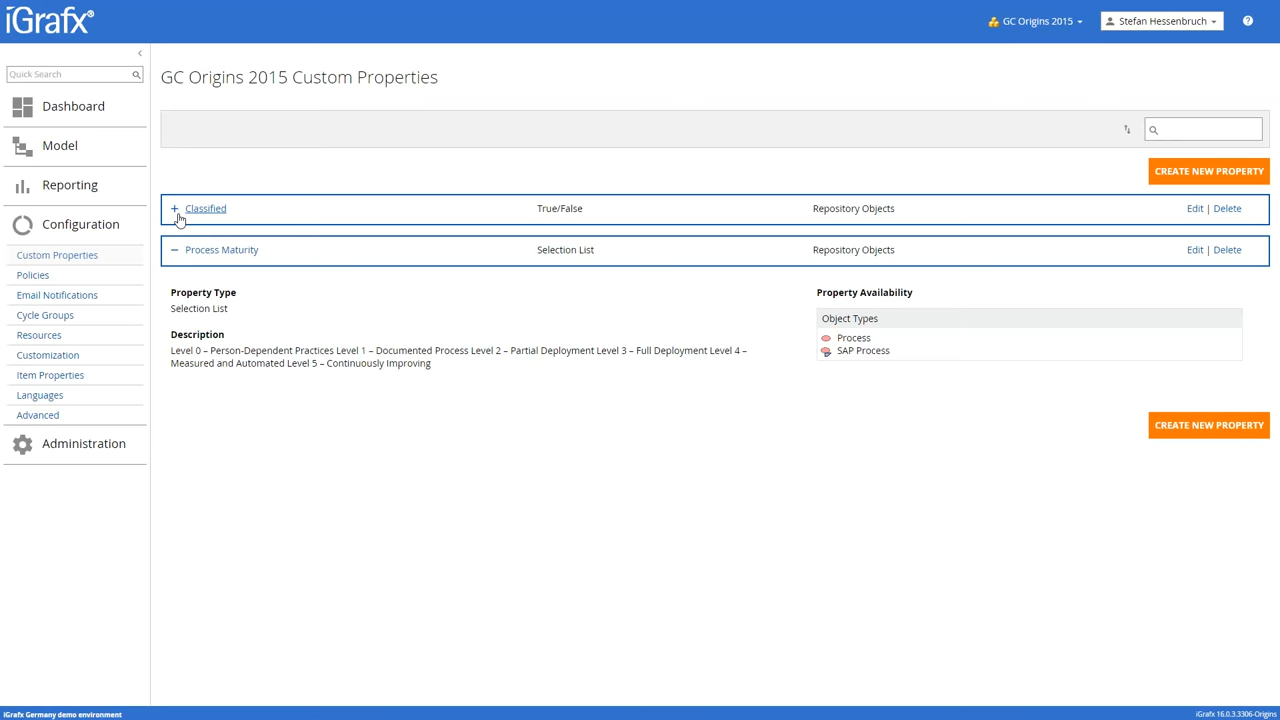 iGrafx®
GC Origins 2015
Stefan Hessenbruch
Quick Search
Dashboard
Model
Reporting
Configuration
Custom Properties
Policies
Email Notifications
Cycle Groups
Resources
Customization
Item Properties
Languages
Advanced
Administration
GC Origins 2015 Custom Properties
CREATE NEW PROPERTY
+ Classified True/False Repository Objects Edit | Delete
− Process Maturity Selection List Repository Objects Edit | Delete
Property Type
Selection List
Description
Level 0 – Person-Dependent Practices Level 1 – Documented Process Level 2 – Partial Deployment Level 3 – Full Deployment Level 4 –
Measured and Automated Level 5 – Continuously Improving
Property Availability
Object Types
Process
SAP Process
CREATE NEW PROPERTY
iGrafx Germany demo environment
iGrafx 16.0.3.3306-Origins